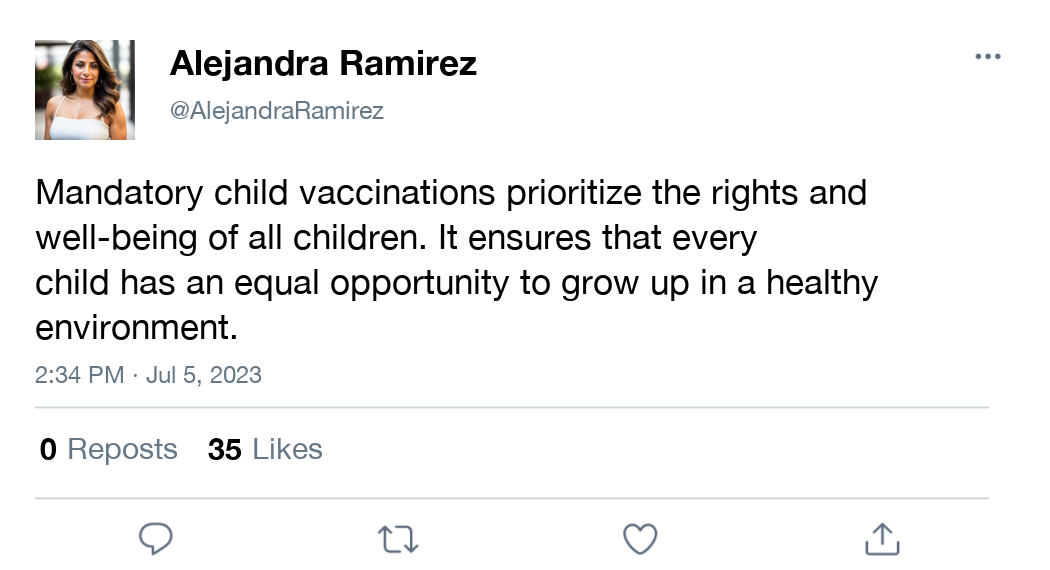 Alejandra Ramirez
@AlejandraRamirez
Mandatory child vaccinations prioritize the rights and
well-being of all children. It ensures that every
child has an equal opportunity to grow up in a healthy
environment.
2:34 PM · Jul 5, 2023
0 Reposts 35 Likes